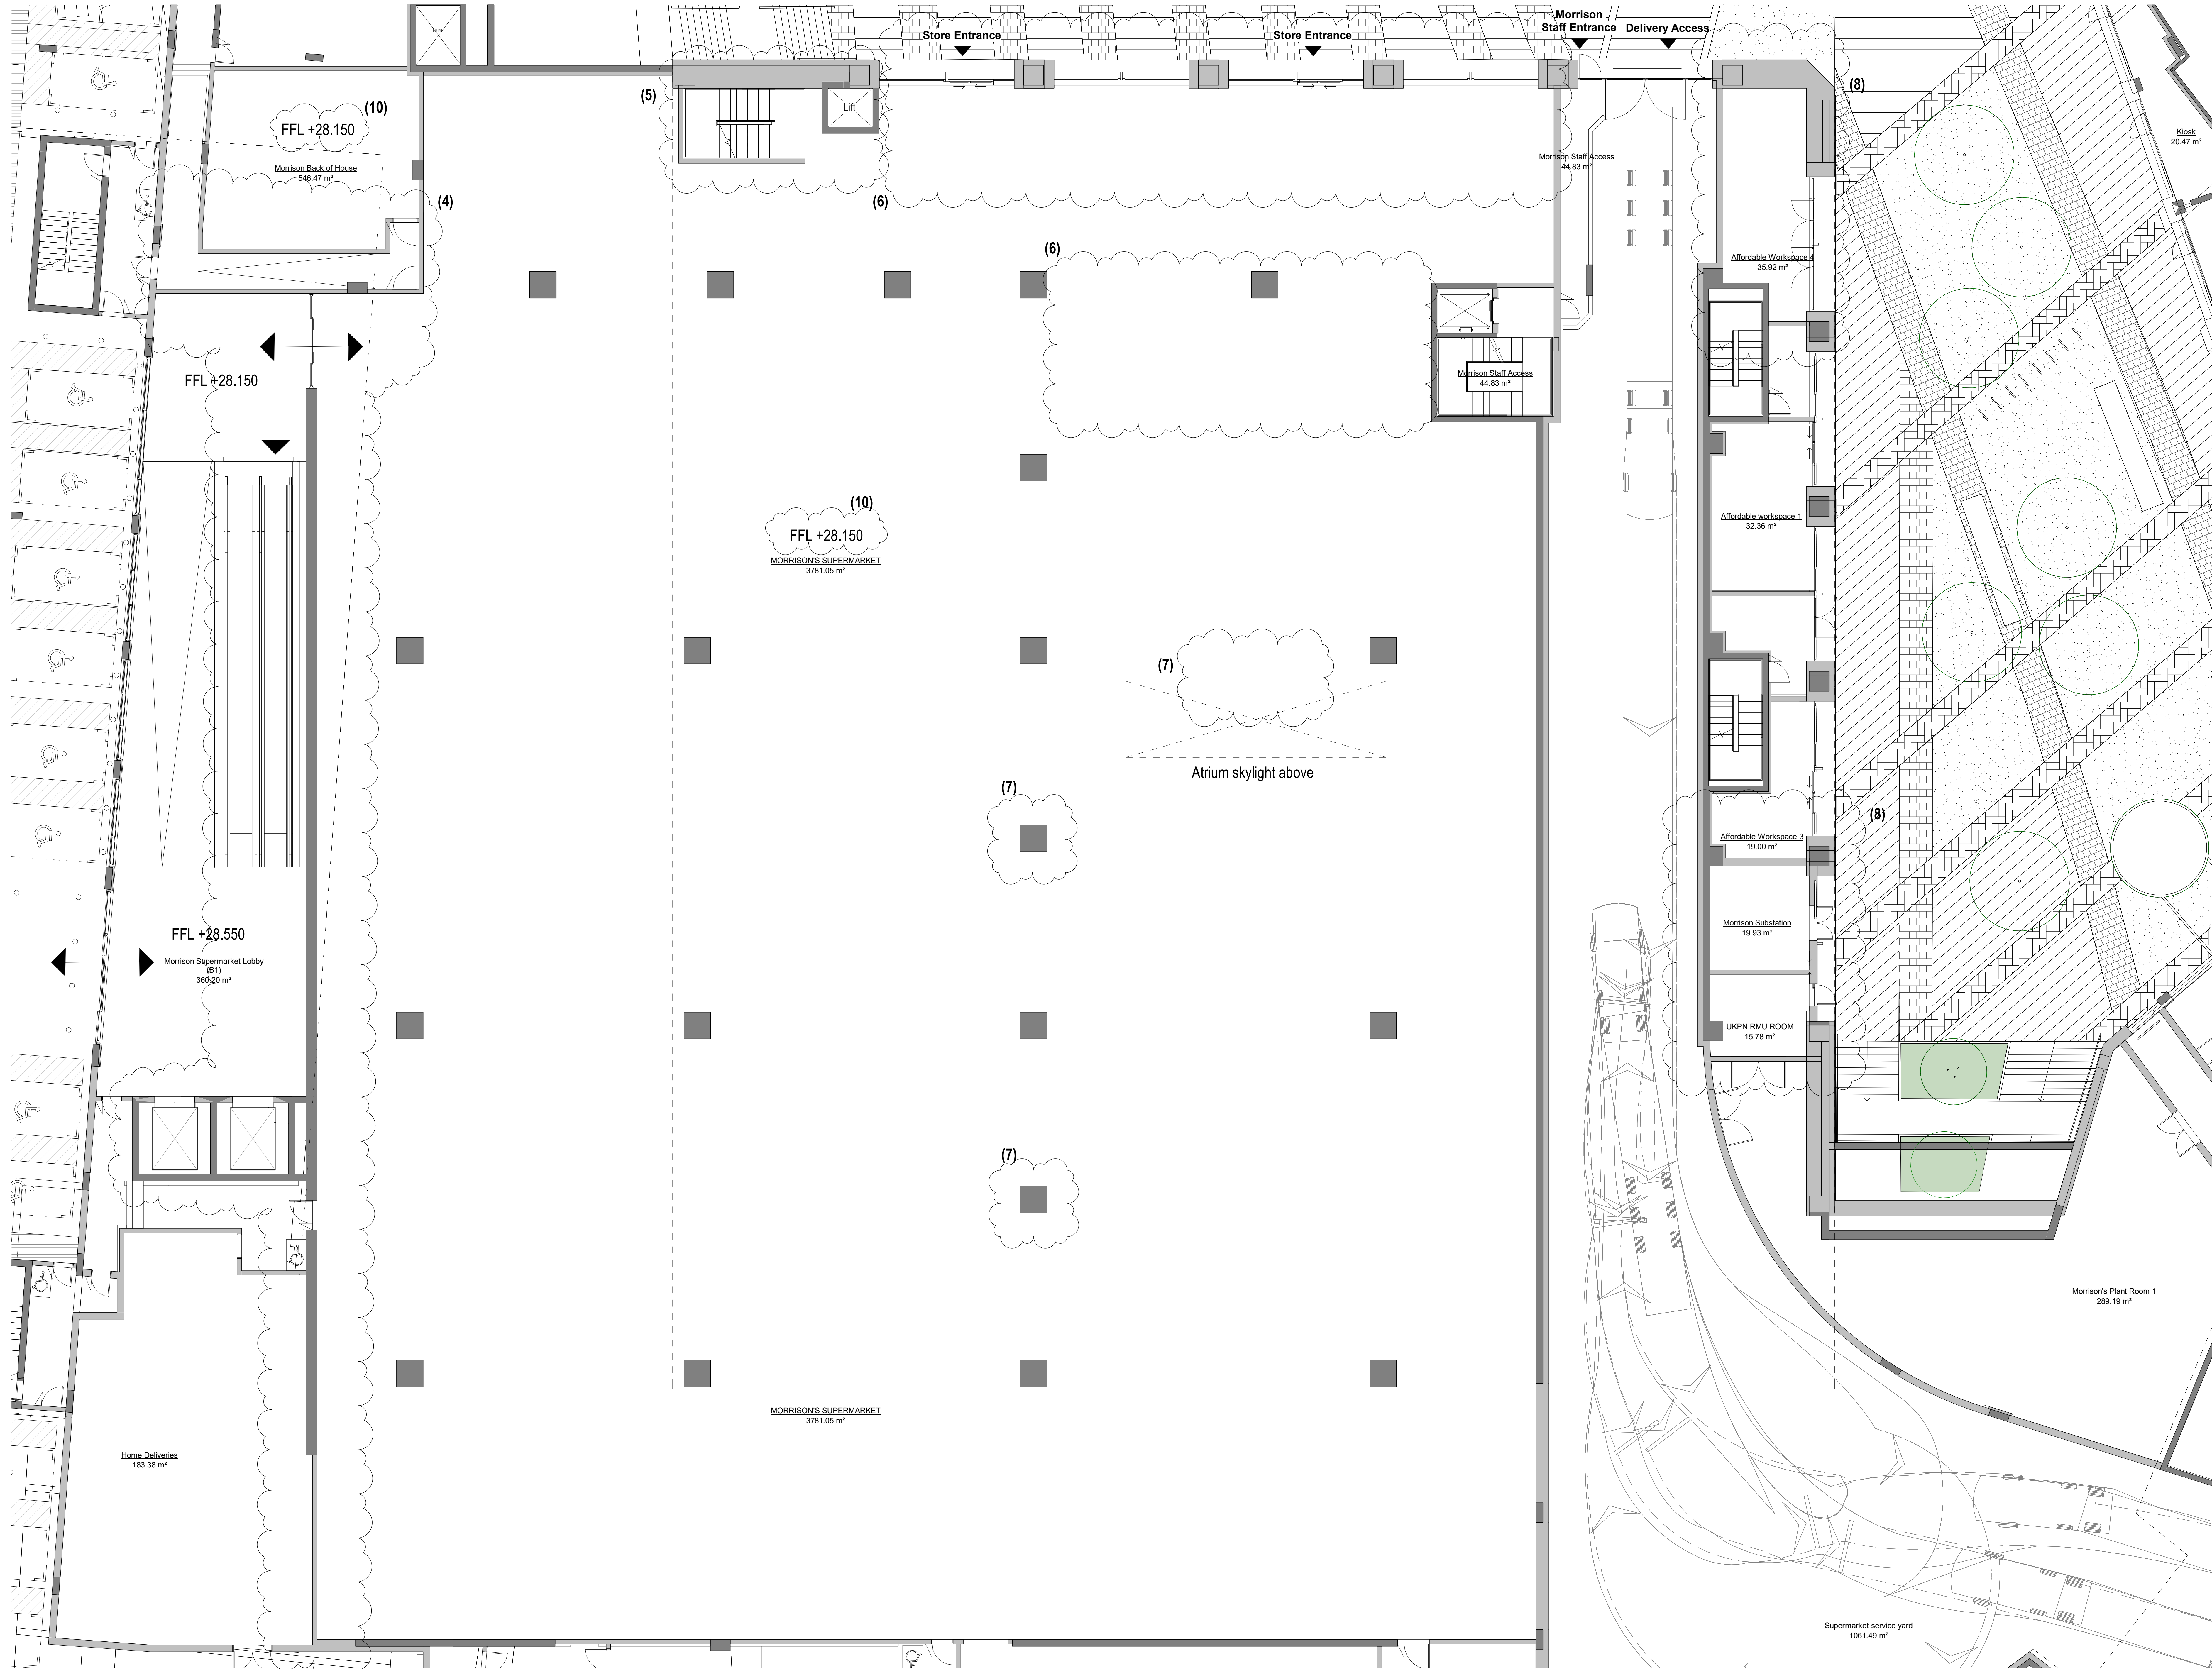 Store Entrance
Store Entrance
Morrison
Staff Entrance
Delivery Access
(5)
(8)
(10)
FFL +28.150
Lift
Kiosk
20.47 m²
Morrison Back of House
546.47 m²
Morrison Staff Access
44.83 m²
(4)
(6)
(6)
Affordable Workspace 4
35.92 m²
FFL +28.150
Morrison Staff Access
44.83 m²
(10)
FFL +28.150
MORRISON'S SUPERMARKET
3781.05 m²
Affordable workspace 1
32.36 m²
(7)
Atrium skylight above
(7)
(8)
Affordable Workspace 3
19.00 m²
FFL +28.550
Morrison Supermarket Lobby
(B1)
360.20 m²
Morrison Substation
19.93 m²
UKPN RMU ROOM
15.78 m²
(7)
Morrison's Plant Room 1
289.19 m²
MORRISON'S SUPERMARKET
3781.05 m²
Home Deliveries
183.38 m²
Supermarket service yard
1061.49 m²